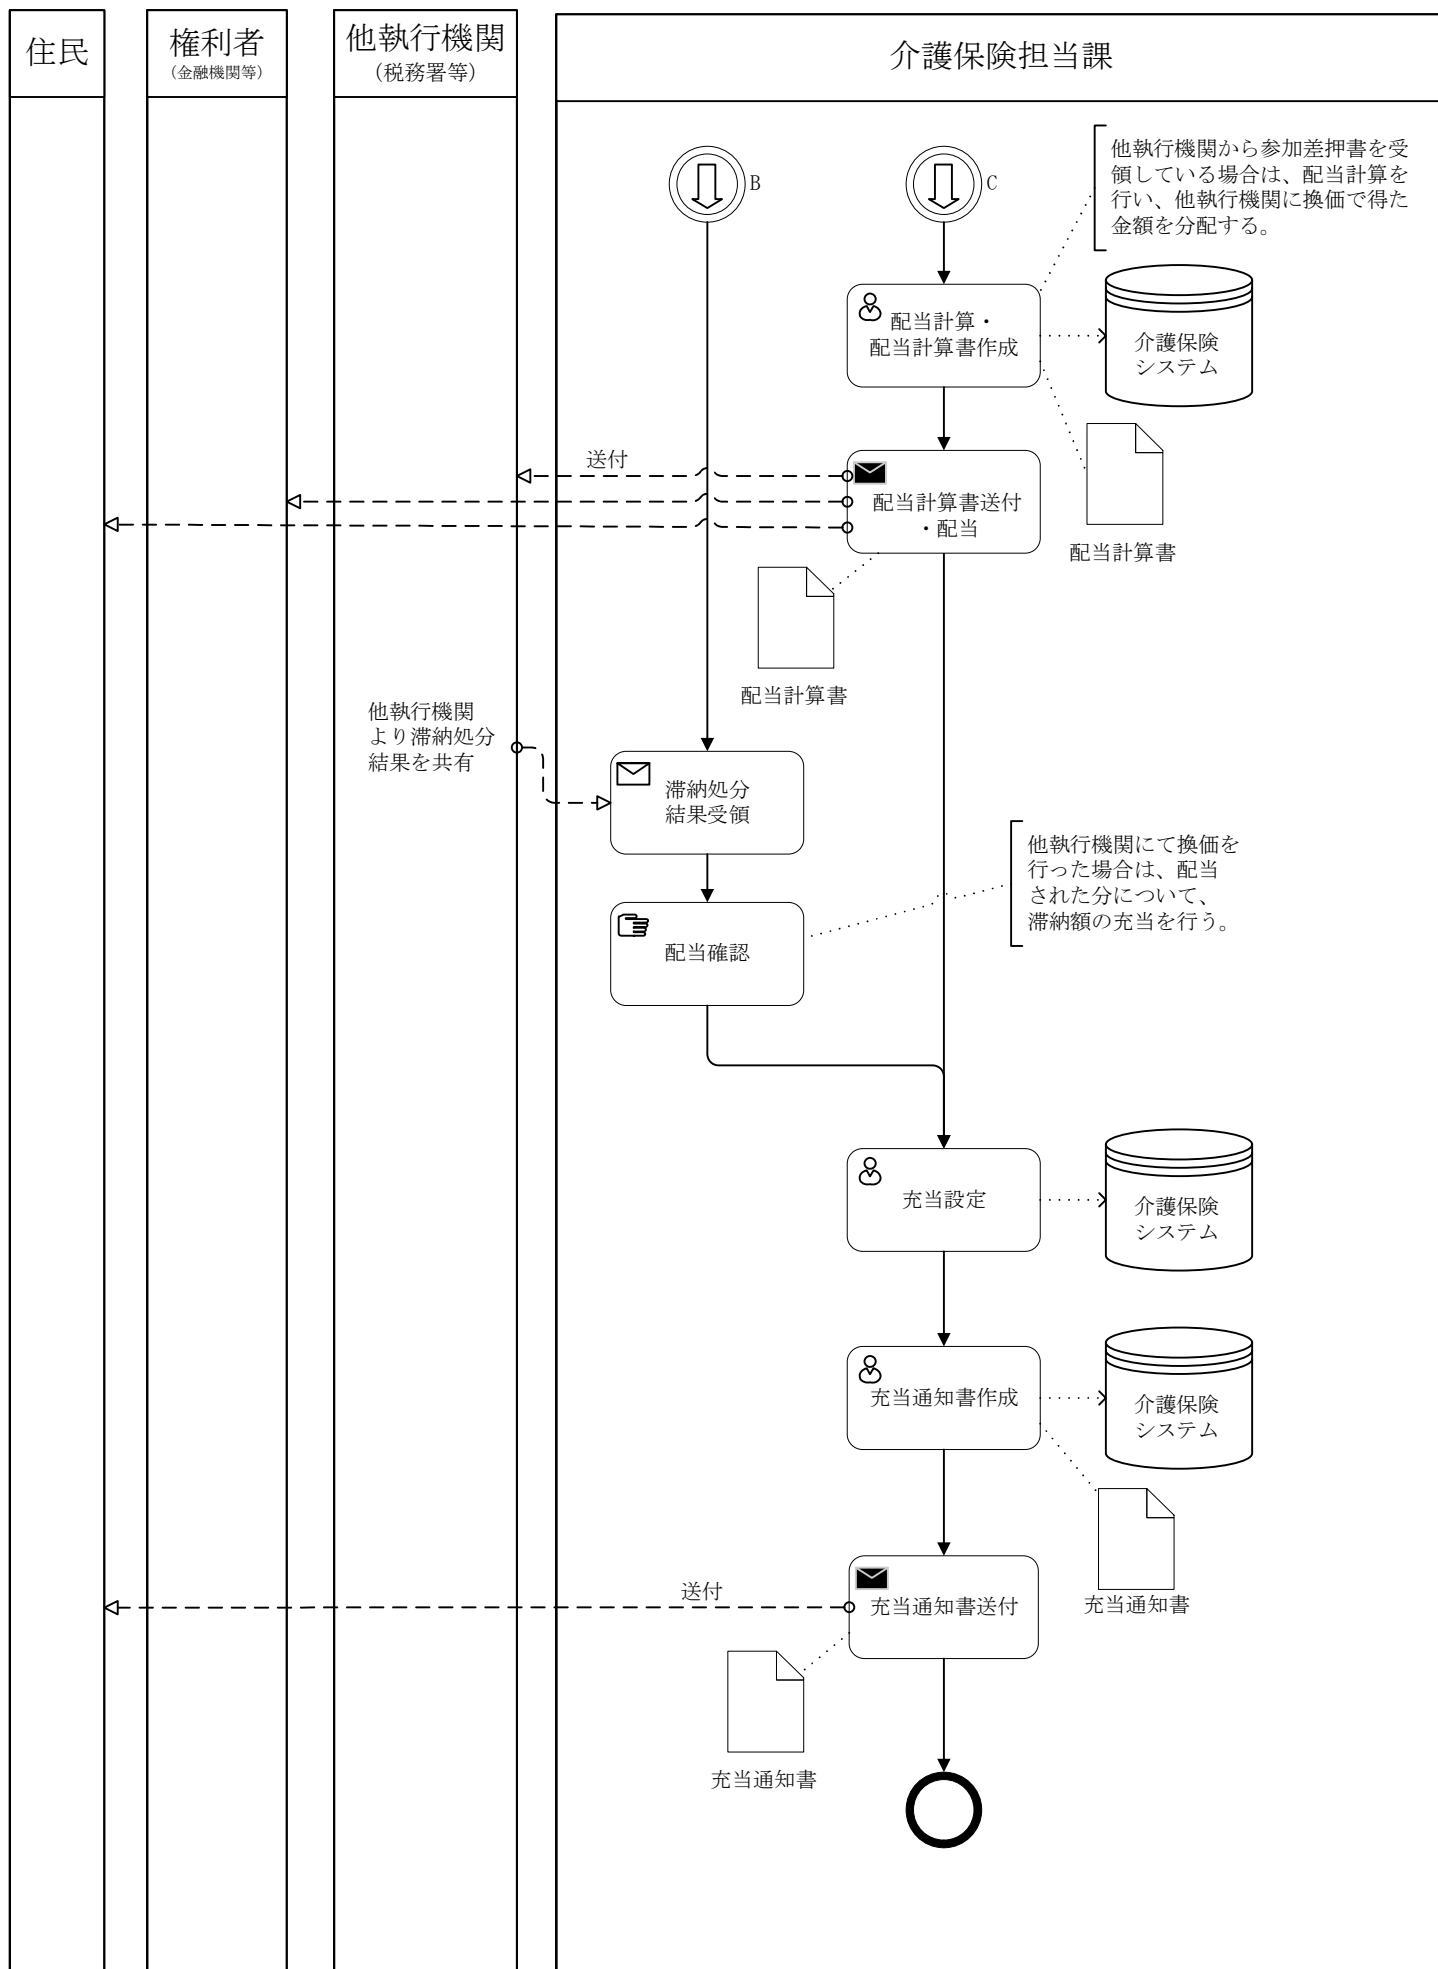 住民
権利者
（金融機関等）
他執行機関
（税務署等）
介護保険担当課
B
C
他執行機関から参加差押書を受
領している場合は、配当計算を
行い、他執行機関に換価で得た
金額を分配する。
配当計算・
配当計算書作成
介護保険
システム
送付
配当計算書送付
・配当
配当計算書
配当計算書
他執行機関
より滞納処分
結果を共有
滞納処分
結果受領
他執行機関にて換価を
行った場合は、配当
された分について、
滞納額の充当を行う。
配当確認
充当設定
介護保険
システム
充当通知書作成
介護保険
システム
送付
充当通知書送付
充当通知書
充当通知書